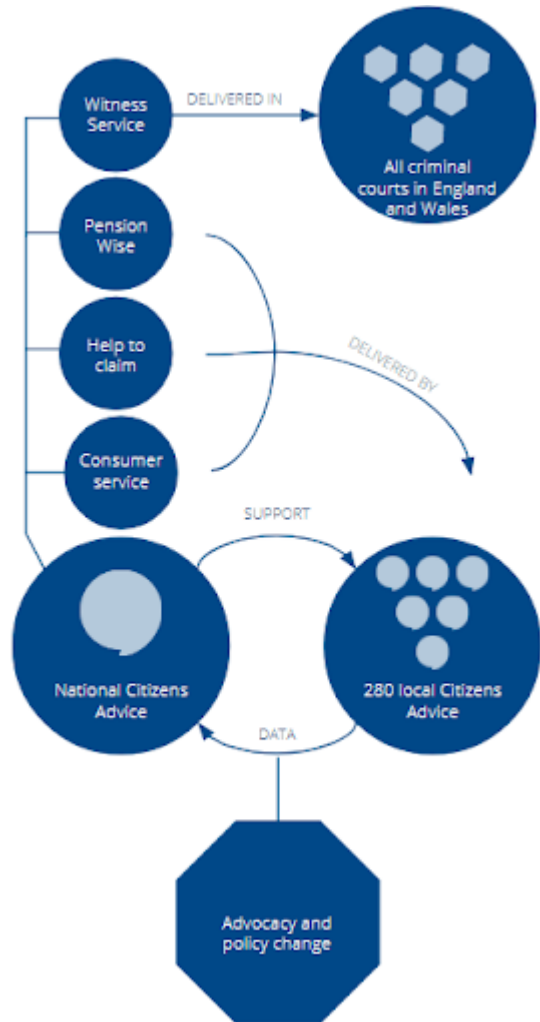 Witness
Service
DELIVERED IN
All criminal
courts in England
and Wales
Pension
Wise
Help to
claim
DELIVERED BY
Consumer
service
SUPPORT
National Citizens
Advice
280 local Citizens
Advice
DATA
Advocacy and
policy change